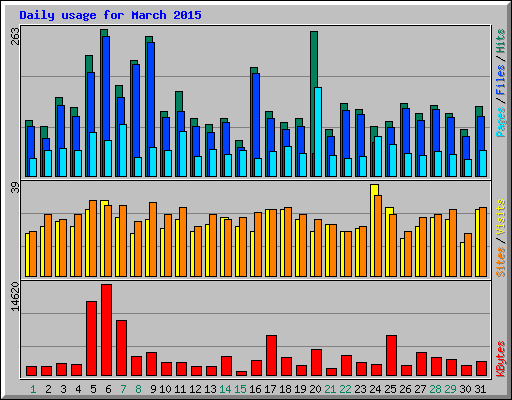 Daily usage for March 2015
263
Pages / Files / Hits
39
Sites / Visits
14620
KBytes
1 2 3 4 5 6 7 8 9 10 11 12 13 14 15 16 17 18 19 20 21 22 23 24 25 26 27 28 29 30 31